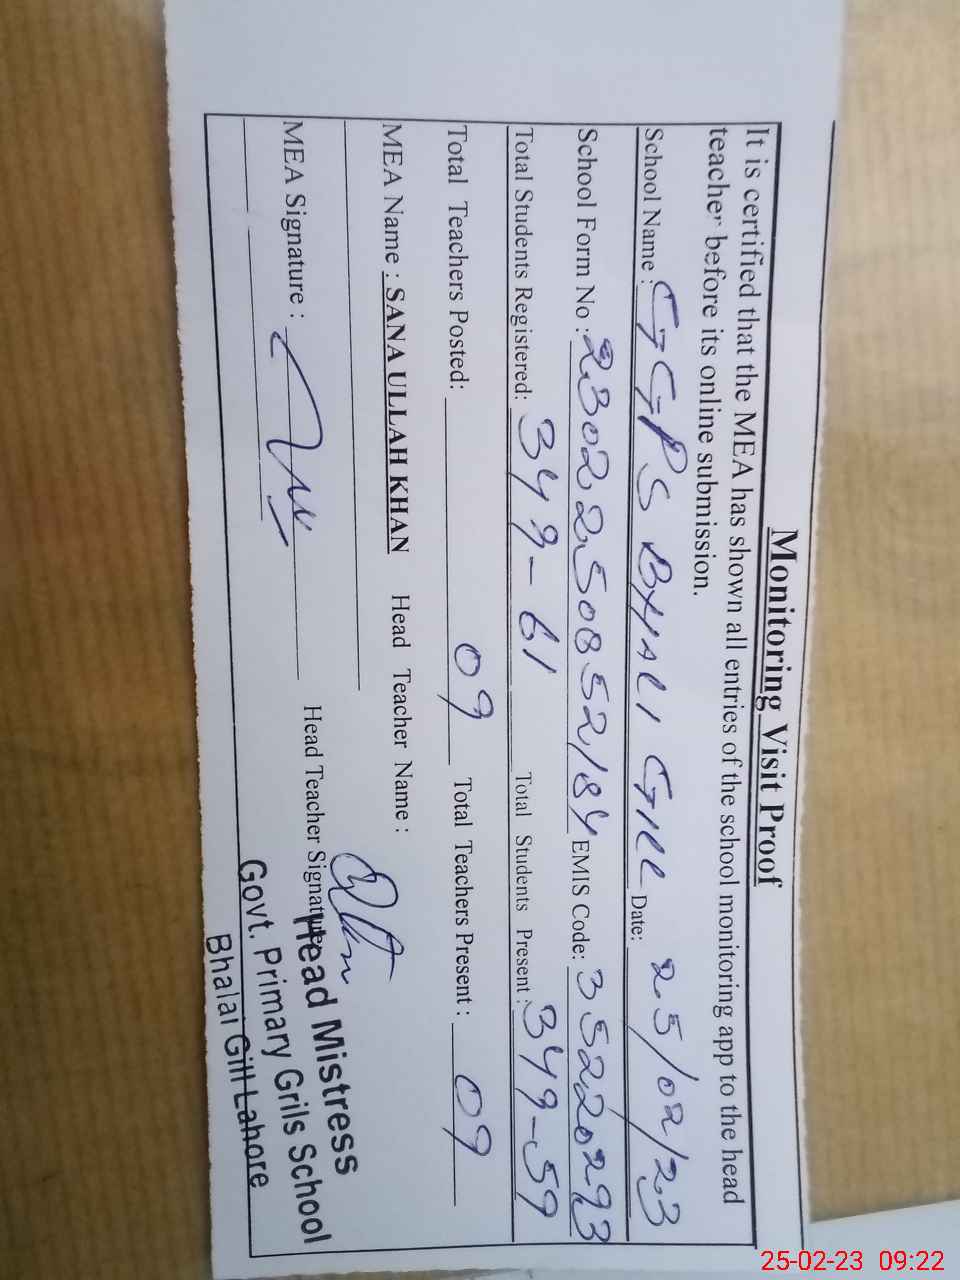 Monitoring Visit Proof
It is certified that the MEA has shown all entries of the school monitoring app to the head
teacher before its online submission.
School Name : GGPS BHALI GILL Date: 25/02/23
School Form No : 2302250852184 EMIS Code: 35220293
Total Students Registered: 349-61 Total Students Present : 349-59
Total Teachers Posted: 09 Total Teachers Present : 09
MEA Name : SANA ULLAH KHAN Head Teacher Name :
MEA Signature : Head Teacher Signature
Head Mistress
Govt. Primary Grils School
Bhalai Gill Lahore
25-02-23 09:22